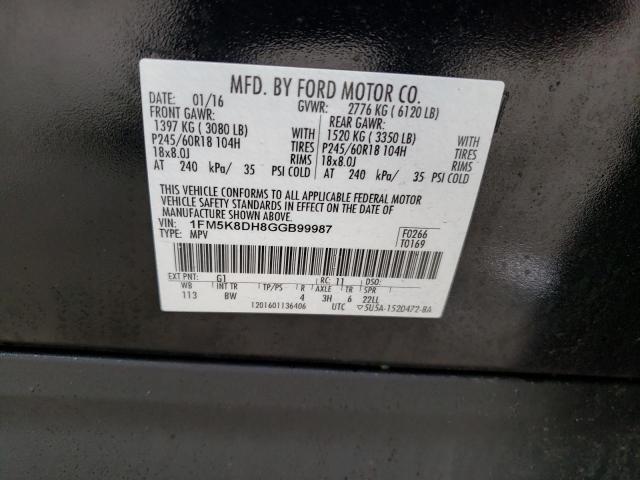 MFD. BY FORD MOTOR CO.
DATE: 01/16 GVWR: 2776 KG ( 6120 LB)
FRONT GAWR: REAR GAWR:
1397 KG ( 3080 LB) WITH 1520 KG ( 3350 LB) WITH
P245/60R18 104H TIRES P245/60R18 104H TIRES
18x8.0J RIMS 18x8.0J RIMS
AT 240 kPa/ 35 PSI COLD AT 240 kPa/ 35 PSI COLD
THIS VEHICLE CONFORMS TO ALL APPLICABLE FEDERAL MOTOR
VEHICLE SAFETY STANDARDS IN EFFECT ON THE DATE OF
MANUFACTURE SHOWN ABOVE.
VIN: 1FM5K8DH8GGB99987 F0266
TYPE: MPV T0169
EXT PNT: G1 RC: 11 DSO:
WB INT TR TP/PS R AXLE TR SPR
113 BW 4 3H 6 22LL
1201601136406 UTC ▽5U5A-1520472-BA